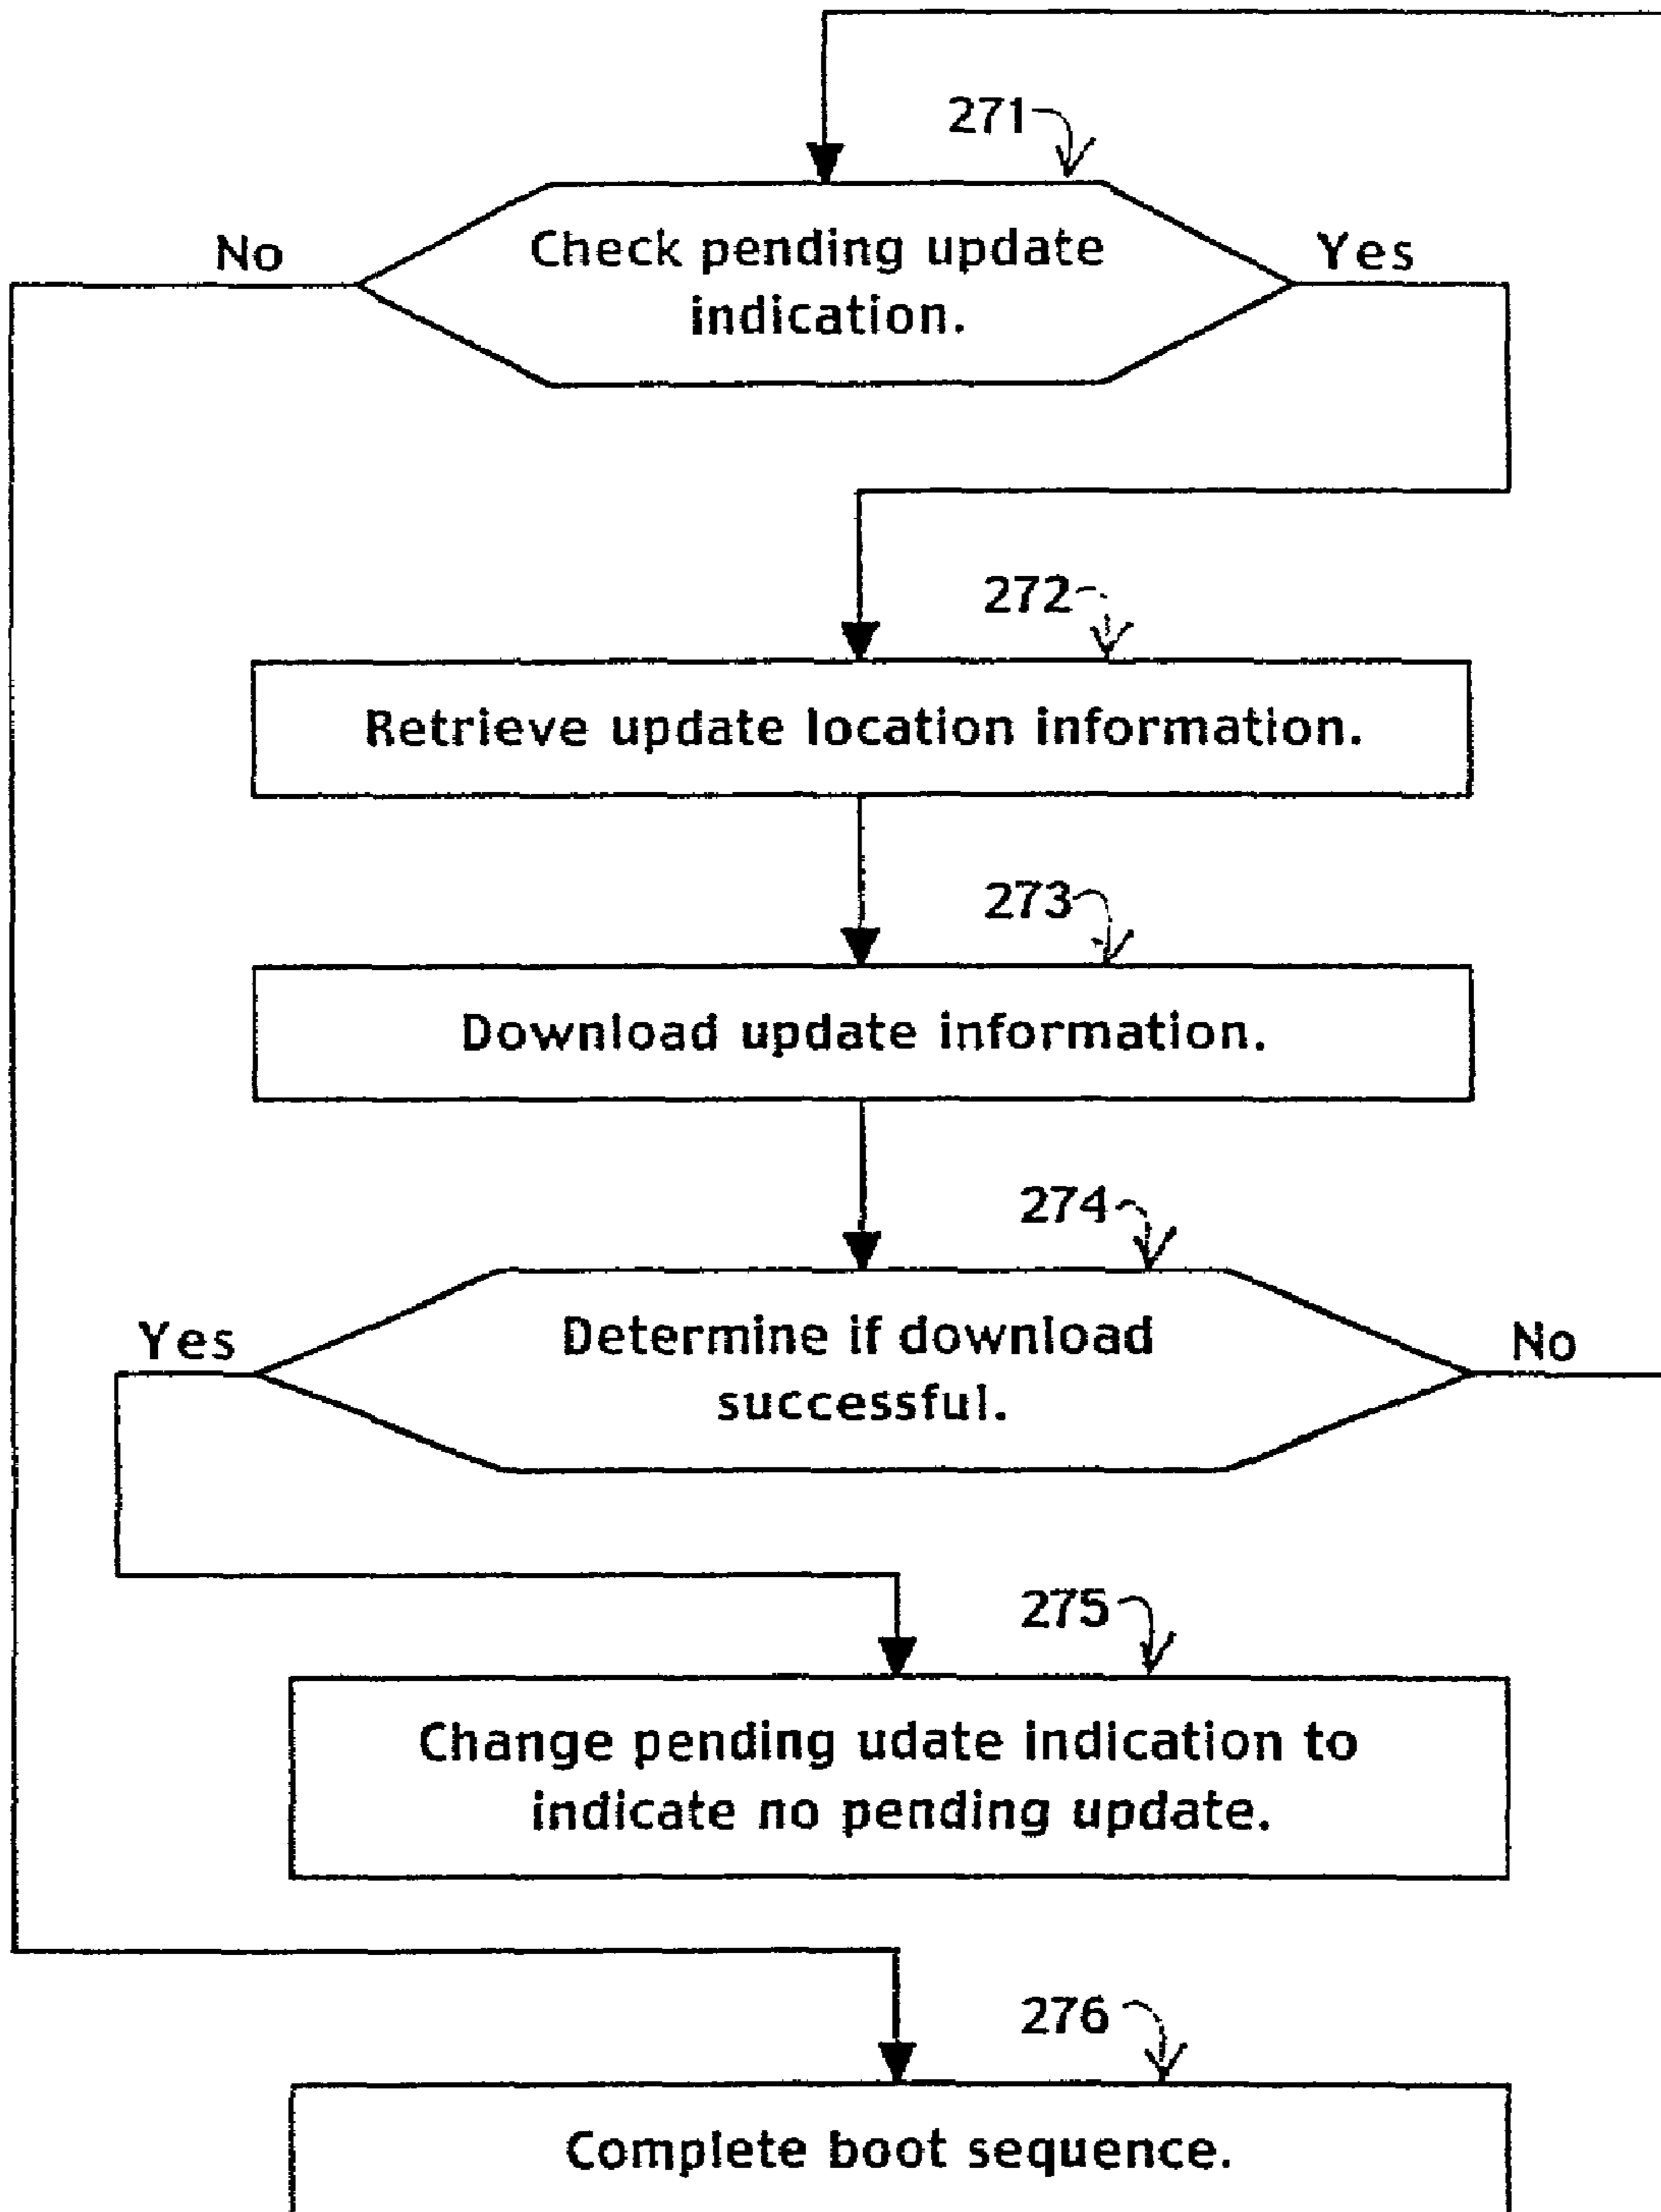 271
No
Check pending update
Yes
indication.
272
Retrieve update location information.
273
Download update information.
274
Yes
Determine if download
No
successful.
275
Change pending udate indication to
indicate no pending update.
276
Complete boot sequence.